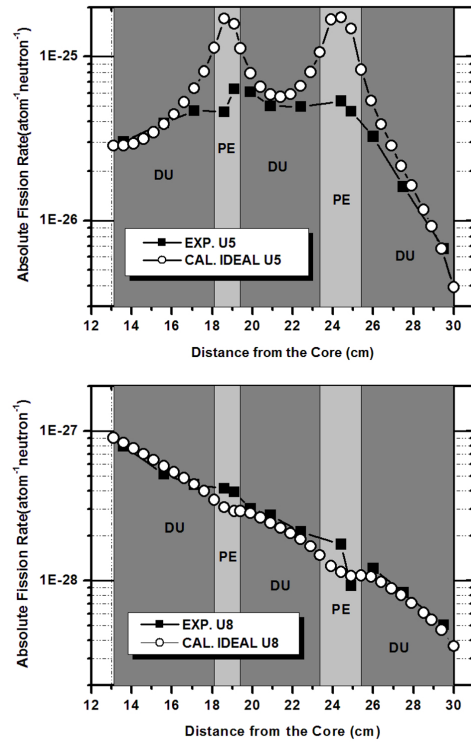 Absolute Fission Rate(atom⁻¹neutron⁻¹)
1E-25
1E-26
DU
PE
DU
PE
DU
EXP. U5
CAL. IDEAL U5
12 14 16 18 20 22 24 26 28 30
Distance from the Core (cm)
Absolute Fission Rate(atom⁻¹neutron⁻¹)
1E-27
1E-28
DU
PE
DU
PE
DU
EXP. U8
CAL. IDEAL U8
12 14 16 18 20 22 24 26 28 30
Distance from the Core (cm)